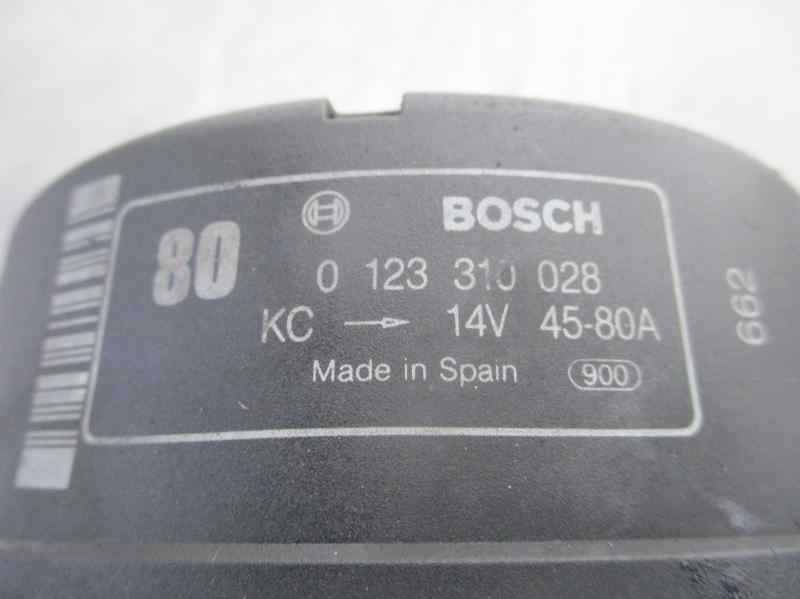 80 BOSCH
0 123 310 028
KC → 14V 45-80A
Made in Spain 900
662